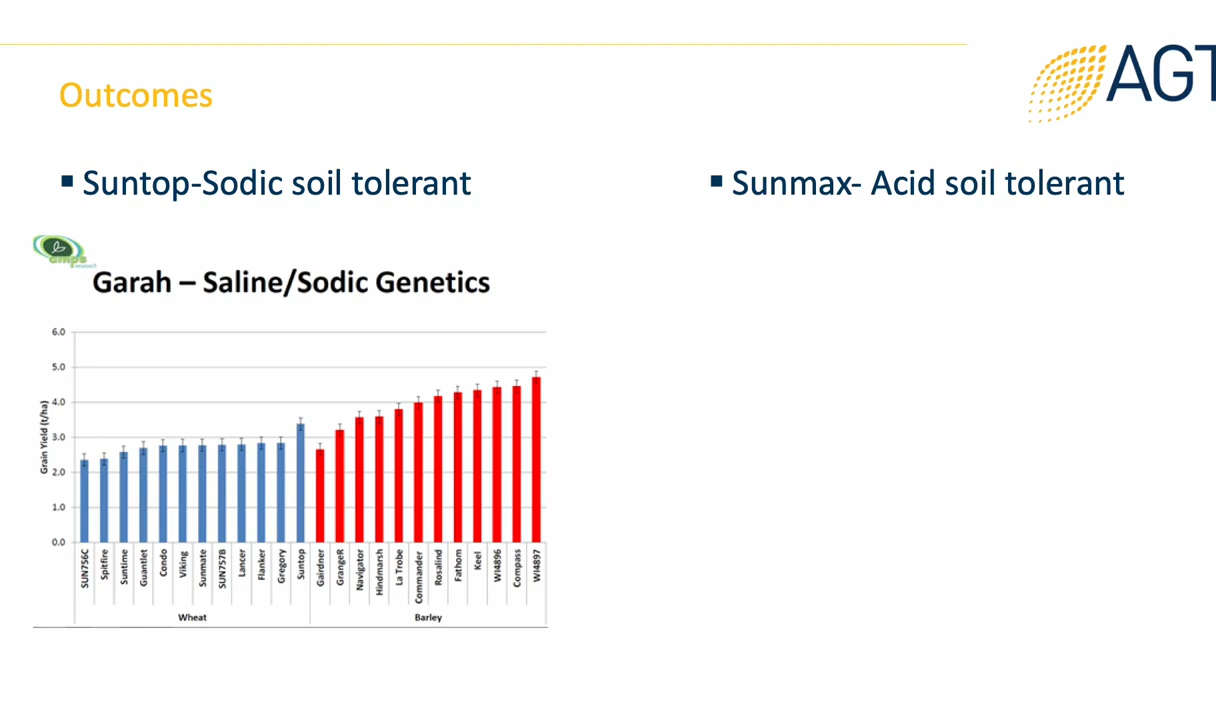 AGT
Outcomes
▪ Suntop-Sodic soil tolerant
▪ Sunmax- Acid soil tolerant
Garah – Saline/Sodic Genetics
Grain Yield (t/ha)
6.0
5.0
4.0
3.0
2.0
1.0
0.0
SUN756C
Spitfire
Suntime
Guantlet
Condo
Viking
Sunmate
SUN757B
Lancer
Flanker
Gregory
Suntop
Gairdner
GrangeR
Navigator
Hindmarsh
La Trobe
Commander
Rosalind
Fathom
Keel
WI4896
Compass
WI4897
Wheat
Barley